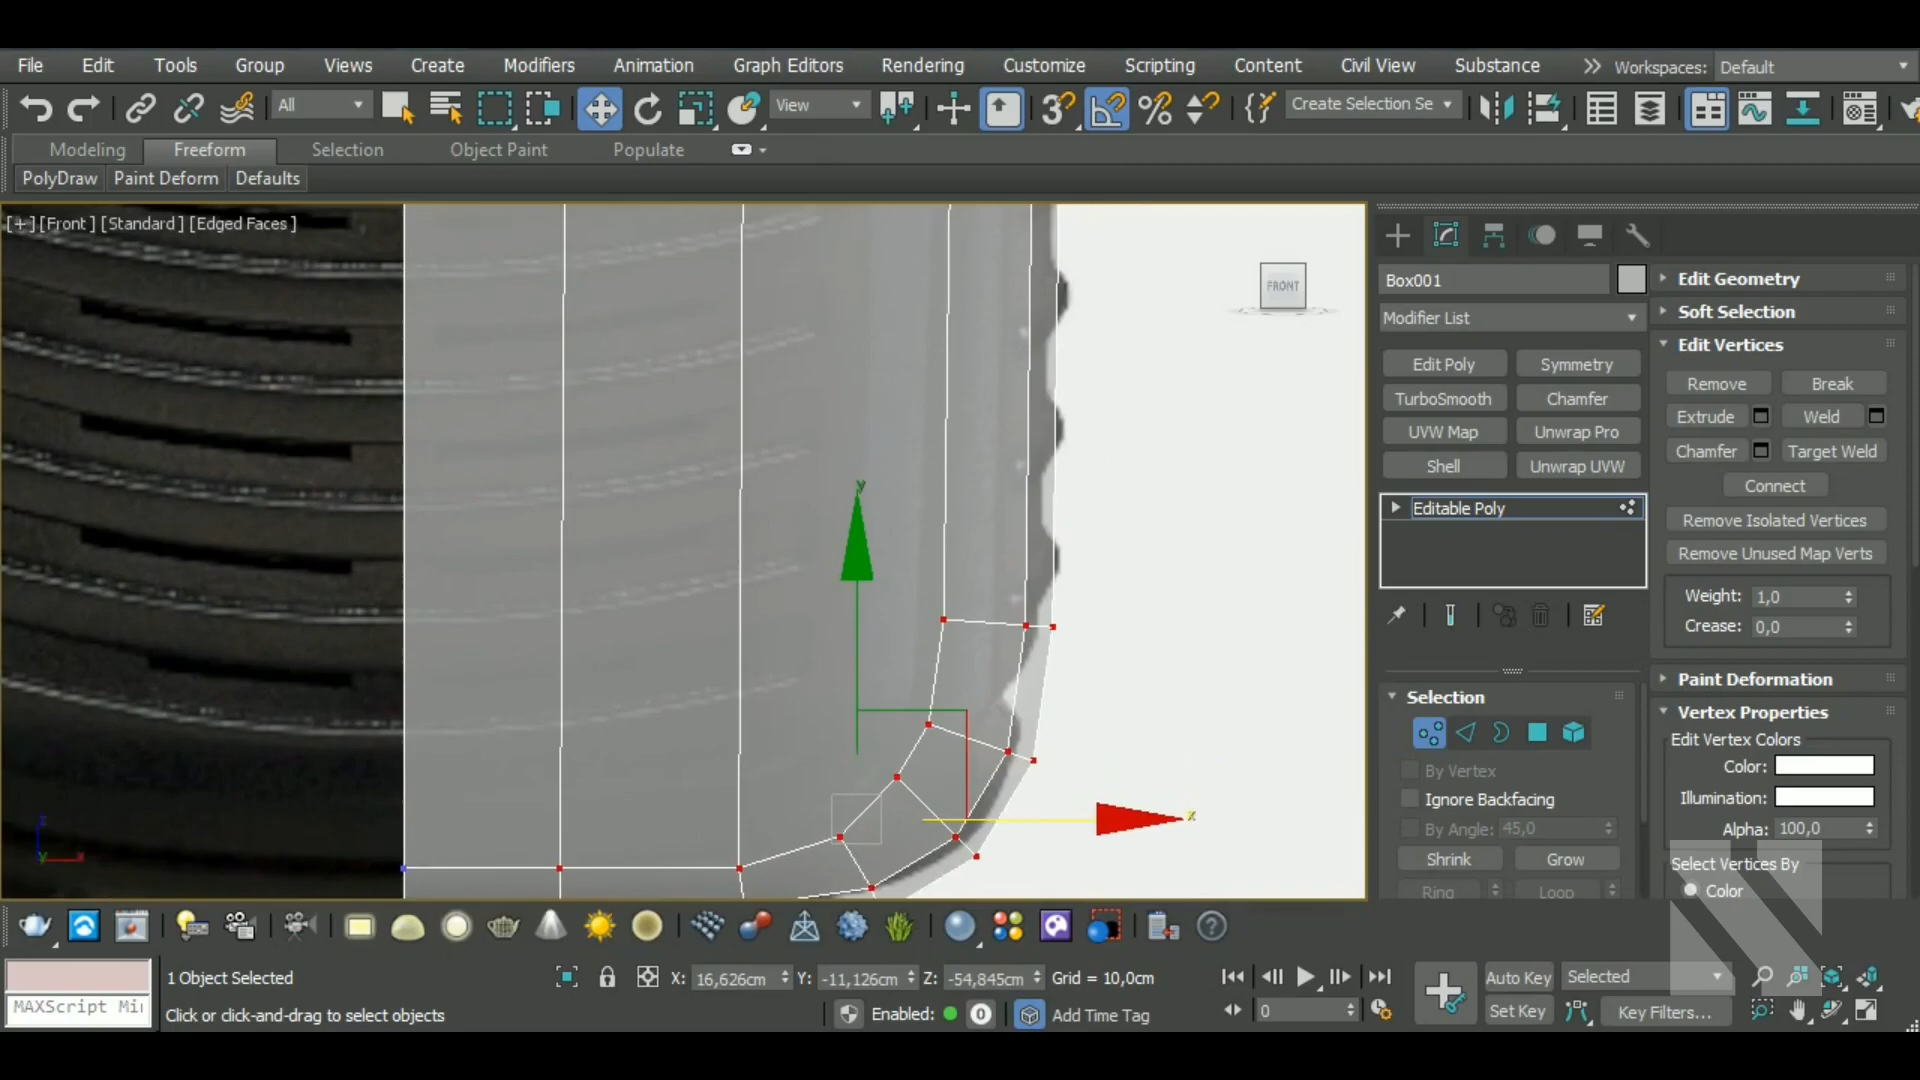 File Edit Tools Group Views Create Modifiers Animation Graph Editors Rendering Customize Scripting Content Civil View Substance Workspaces: Default
All View Create Selection Se
Modeling Freeform Selection Object Paint Populate
PolyDraw Paint Deform Defaults
[+] [Front] [Standard] [Edged Faces]
FRONT
y
x
z
y
x
Box001
Modifier List
Edit Poly Symmetry
TurboSmooth Chamfer
UVW Map Unwrap Pro
Shell Unwrap UVW
Editable Poly
Selection
By Vertex
Ignore Backfacing
By Angle: 45,0
Shrink Grow
Ring Loop
Edit Geometry
Soft Selection
Edit Vertices
Remove Break
Extrude Weld
Chamfer Target Weld
Connect
Remove Isolated Vertices
Remove Unused Map Verts
Weight: 1,0
Crease: 0,0
Paint Deformation
Vertex Properties
Edit Vertex Colors
Color:
Illumination:
Alpha: 100,0
Select Vertices By
Color
1 Object Selected X: 16,626cm Y: -11,126cm Z: -54,845cm Grid = 10,0cm Auto Key Selected
MAXScript Mi Click or click-and-drag to select objects Enabled: 0 Add Time Tag 0 Set Key Key Filters...